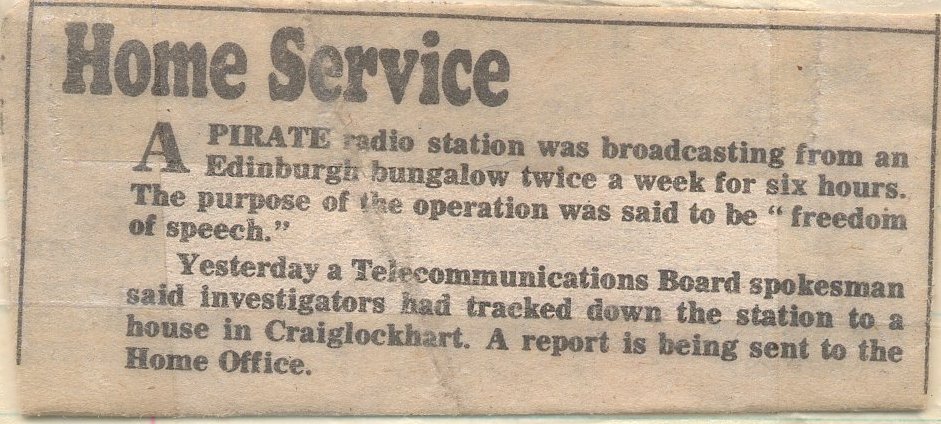 Home Service
A PIRATE radio station was broadcasting from an
Edinburgh bungalow twice a week for six hours.
The purpose of the operation was said to be “ freedom
of speech.”
Yesterday a Telecommunications Board spokesman
said investigators had tracked down the station to a
house in Craiglockhart. A report is being sent to the
Home Office.